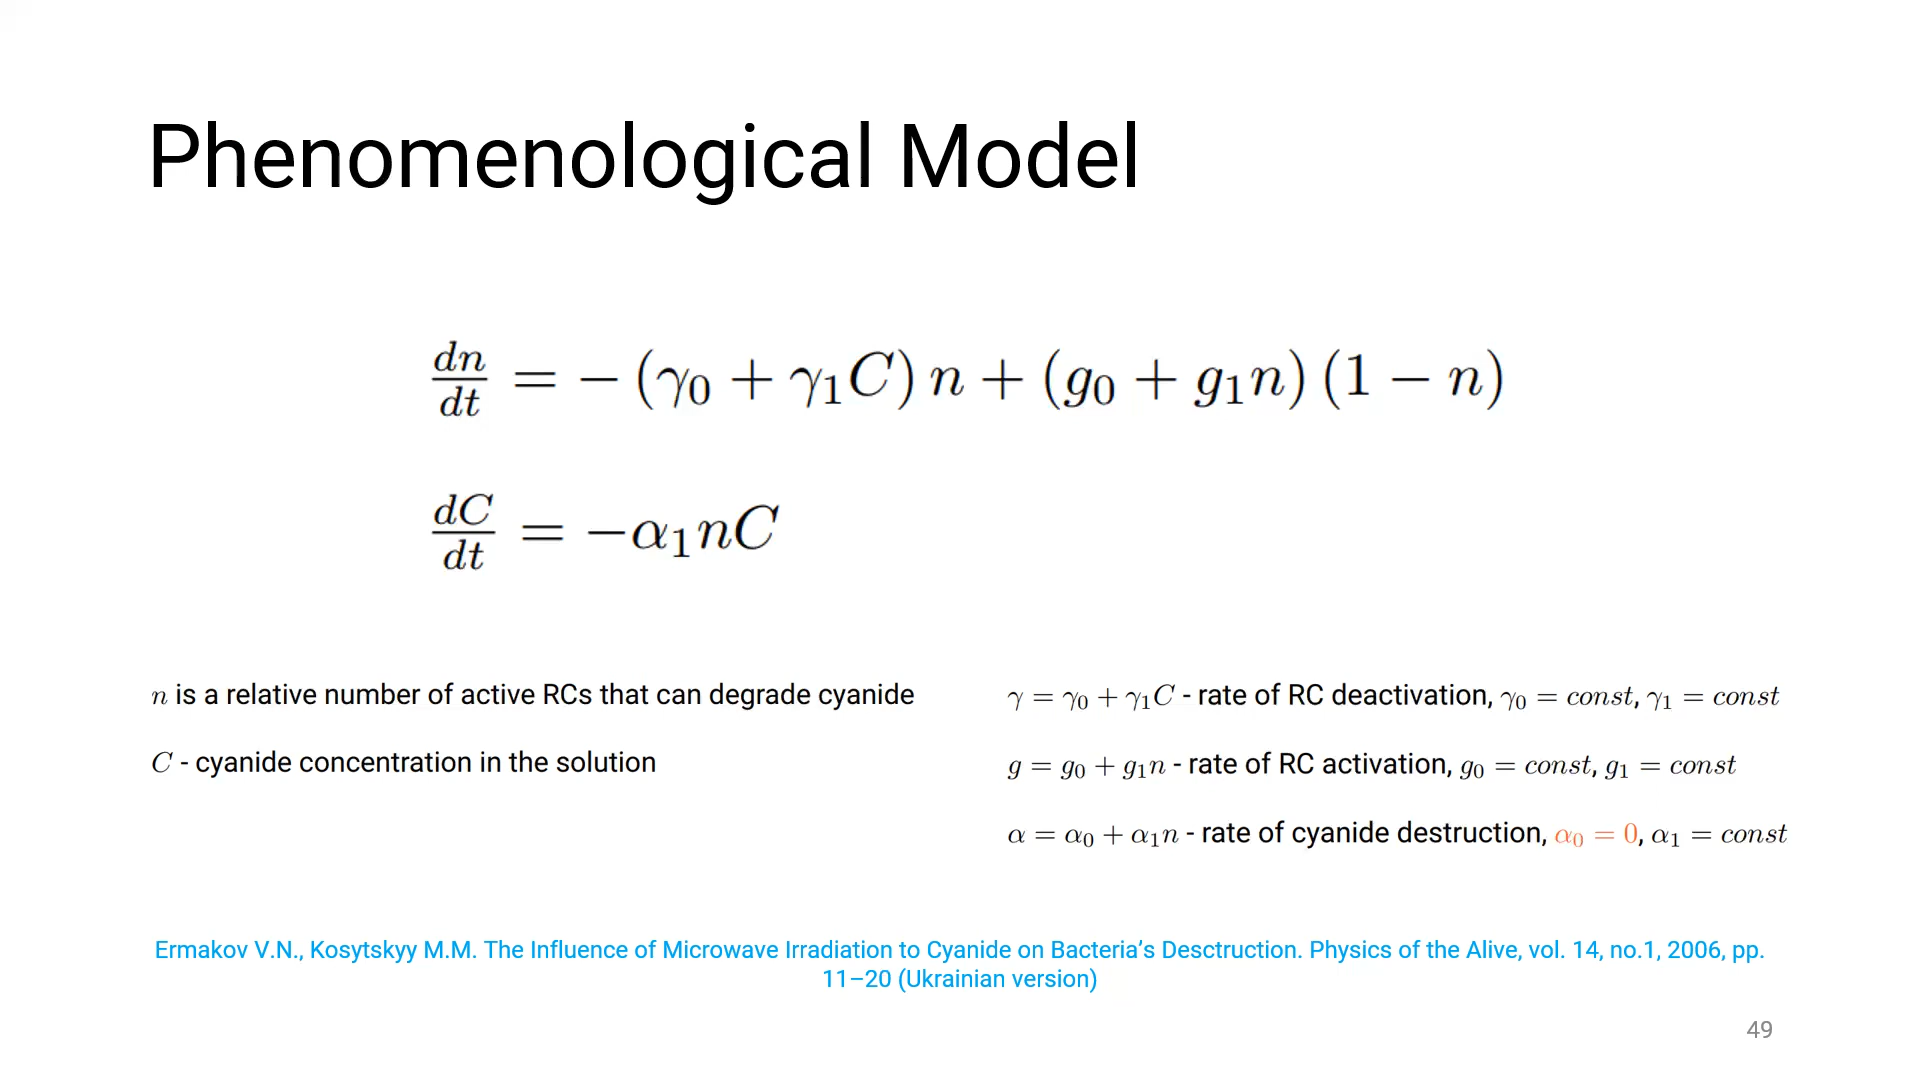 Phenomenological Model
dn/dt = − (γ₀ + γ₁C) n + (g₀ + g₁n) (1 − n)
dC/dt = −α₁nC
n is a relative number of active RCs that can degrade cyanide
C - cyanide concentration in the solution
γ = γ₀ + γ₁C - rate of RC deactivation, γ₀ = const, γ₁ = const
g = g₀ + g₁n - rate of RC activation, g₀ = const, g₁ = const
α = α₀ + α₁n - rate of cyanide destruction, α₀ = 0, α₁ = const
Ermakov V.N., Kosytskyy M.M. The Influence of Microwave Irradiation to Cyanide on Bacteria’s Desctruction. Physics of the Alive, vol. 14, no.1, 2006, pp.
11–20 (Ukrainian version)
49